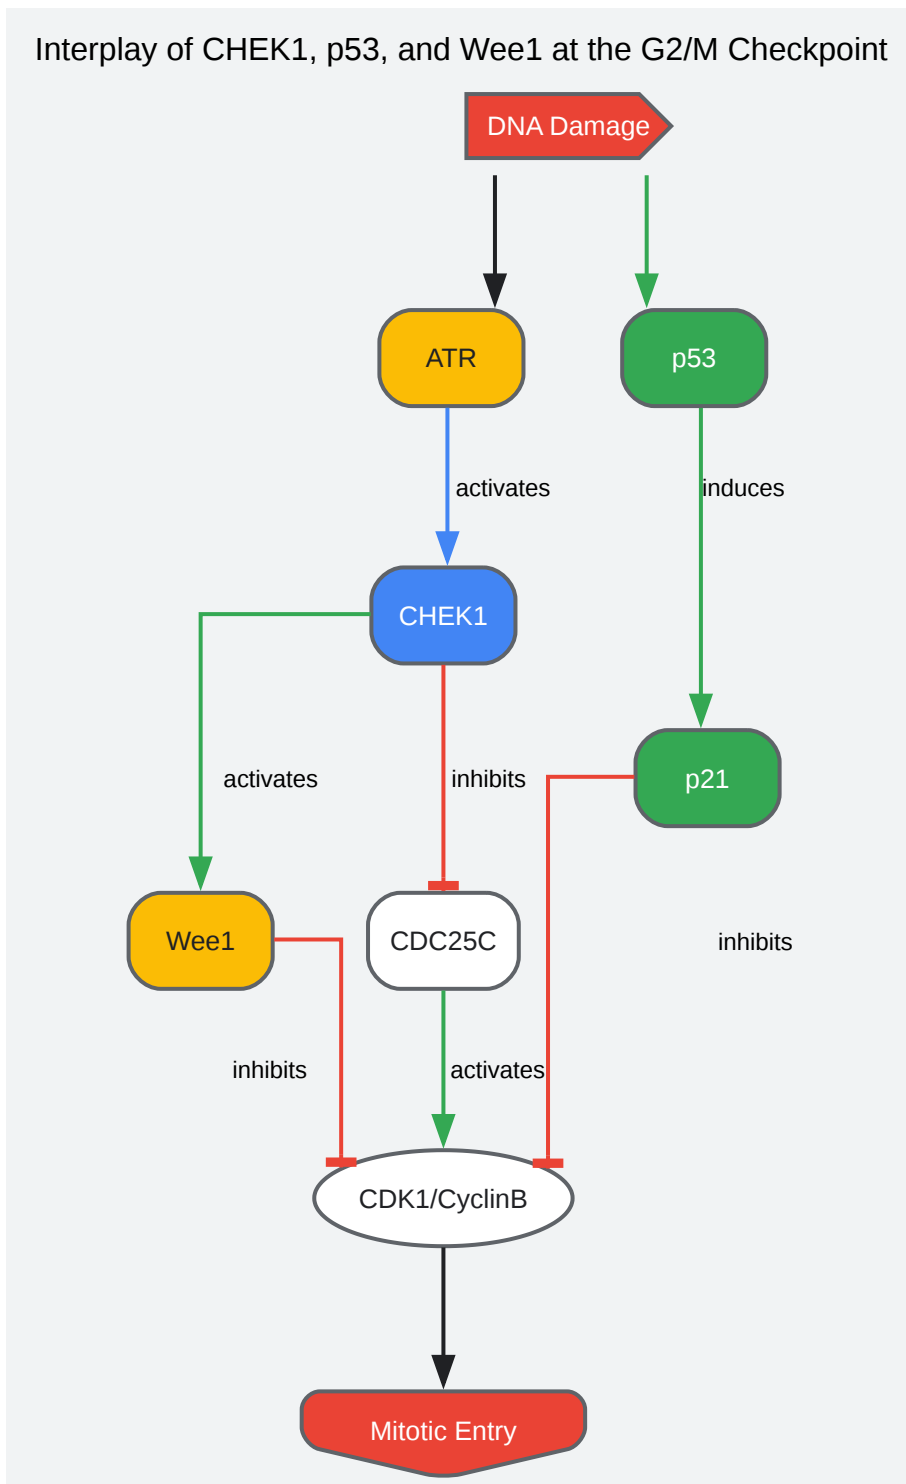 Interplay of CHEK1, p53, and Wee1 at the G2/M Checkpoint
DNA Damage
ATR
p53
activates
induces
CHEK1
activates
inhibits
p21
Wee1
CDC25C
inhibits
inhibits
activates
CDK1/CyclinB
Mitotic Entry